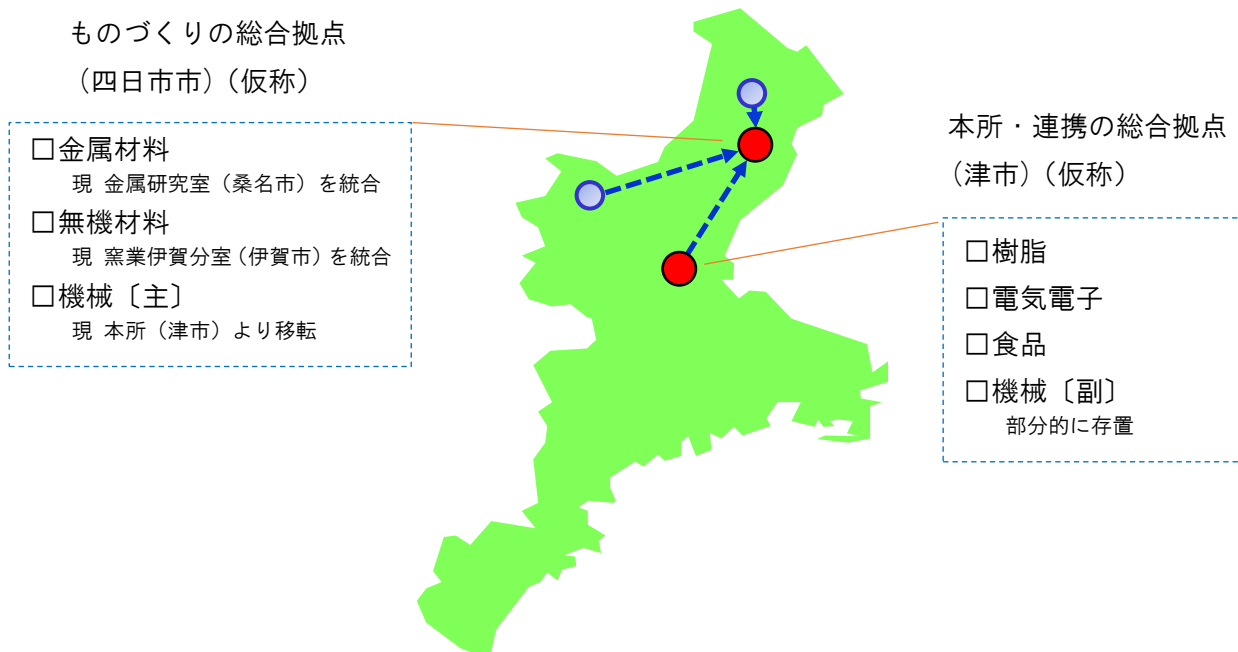 ものづくりの総合拠点
(四日市市)(仮称)
□金属材料
現 金属研究室（桑名市）を統合
□無機材料
現 窯業伊賀分室（伊賀市）を統合
□機械〔主〕
現 本所（津市）より移転
本所・連携の総合拠点
(津市)(仮称)
□樹脂
□電気電子
□食品
□機械〔副〕
部分的に存置